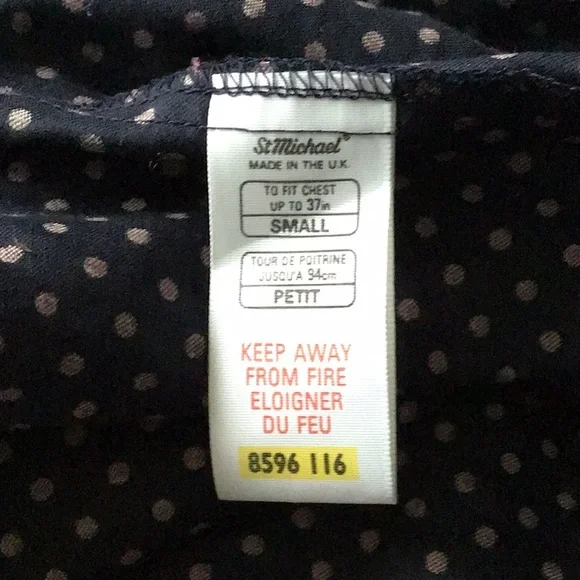 StMichael®
MADE IN THE U.K.
TO FIT CHEST
UP TO 37in
SMALL
TOUR DE POITRINE
JUSQU'A 94cm
PETIT
KEEP AWAY
FROM FIRE
ELOIGNER
DU FEU
8596 116